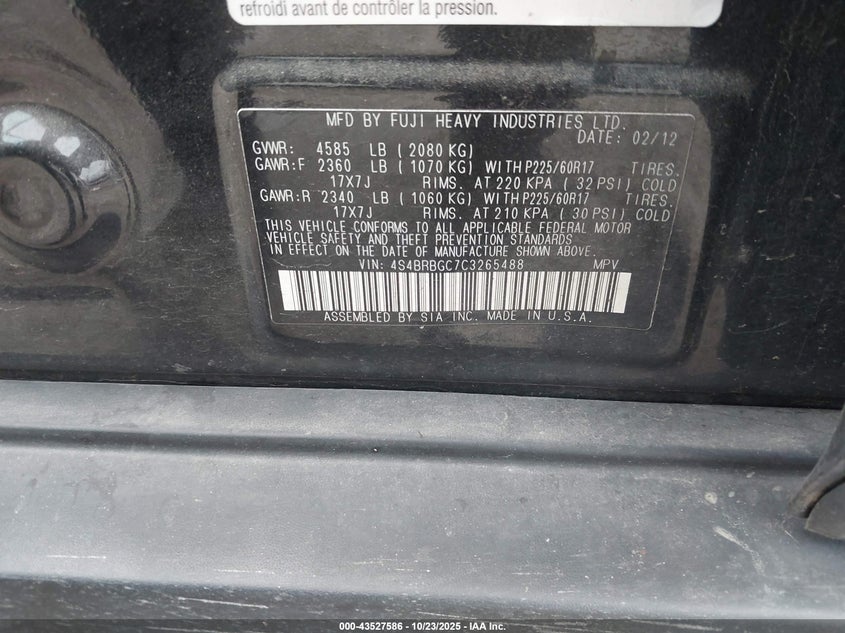 refroidi avant de contrôler la pression.
MFD BY FUJI HEAVY INDUSTRIES LTD.
DATE: 02/12
GVWR: 4585 LB ( 2080 KG)
GAWR:F 2360 LB ( 1070 KG) WITH P225/60R17 TIRES.
17X7J RIMS. AT 220 KPA ( 32 PSI) COLD
GAWR:R 2340 LB ( 1060 KG) WITH P225/60R17 TIRES.
17X7J RIMS. AT 210 KPA ( 30 PSI) COLD
THIS VEHICLE CONFORMS TO ALL APPLICABLE FEDERAL MOTOR
VEHICLE SAFETY AND THEFT PREVENTION STANDARDS
IN EFFECT ON THE DATE OF MANUFACTURE SHOWN ABOVE.
VIN: 4S4BRBGC7C3265488 MPV
ASSEMBLED BY SIA INC. MADE IN U.S.A.
000-43527586 - 10/23/2025 - IAA Inc.